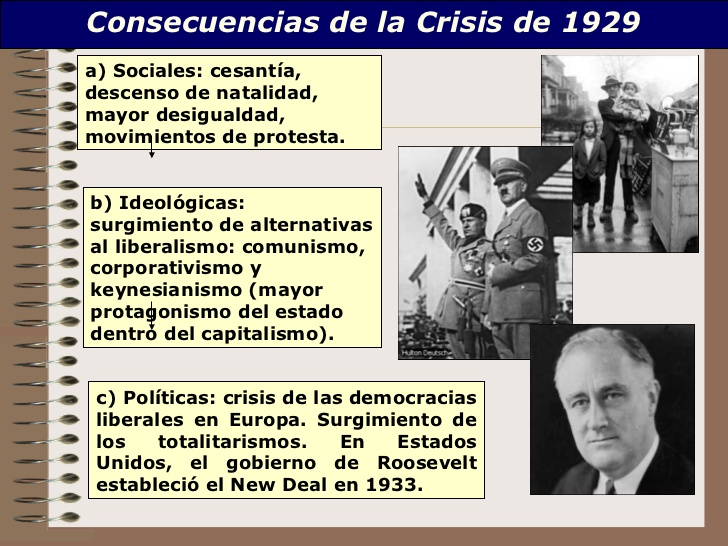 Consecuencias de la Crisis de 1929
a) Sociales: cesantía,
descenso de natalidad,
mayor desigualdad,
movimientos de protesta.
b) Ideológicas:
surgimiento de alternativas
al liberalismo: comunismo,
corporativismo y
keynesianismo (mayor
protagonismo del estado
dentro del capitalismo).
Hulton Deutsch
c) Políticas: crisis de las democracias
liberales en Europa. Surgimiento de
los totalitarismos. En Estados
Unidos, el gobierno de Roosevelt
estableció el New Deal en 1933.